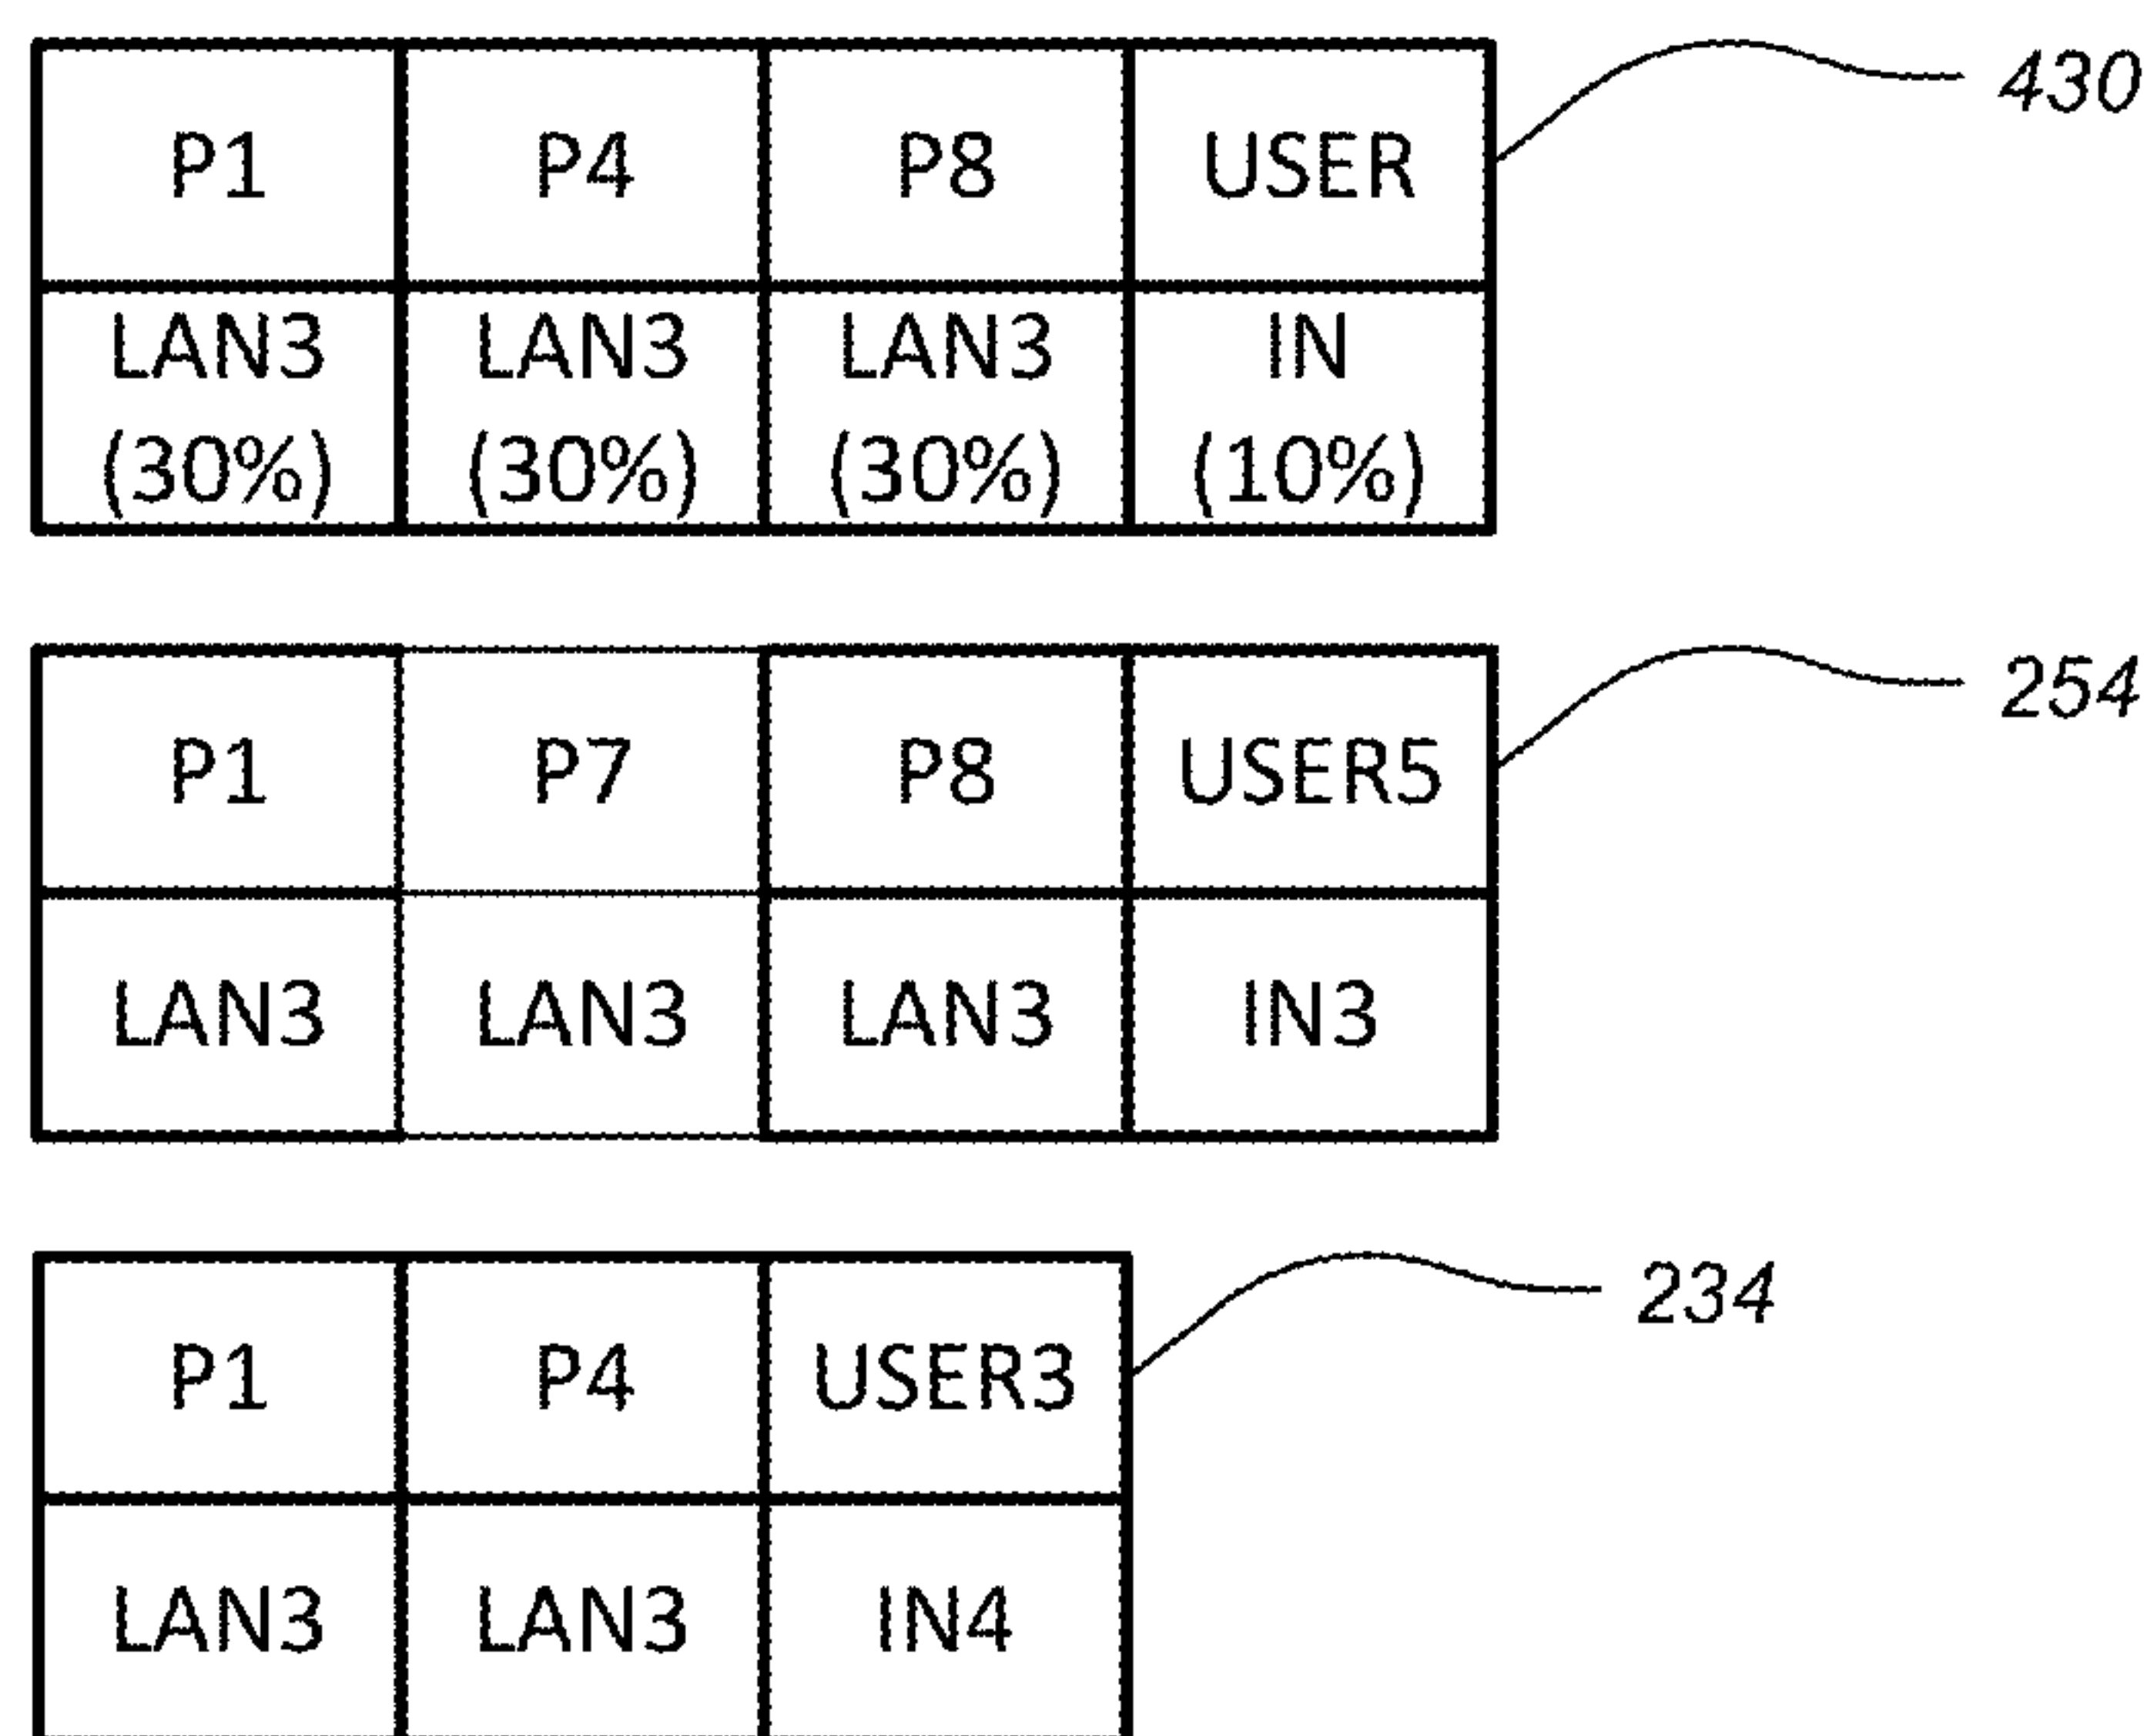 P1 P4 P8 USER 430
LAN3 LAN3 LAN3 IN
(30%) (30%) (30%) (10%)
P1 P7 P8 USER5 254
LAN3 LAN3 LAN3 IN3
P1 P4 USER3 234
LAN3 LAN3 IN4